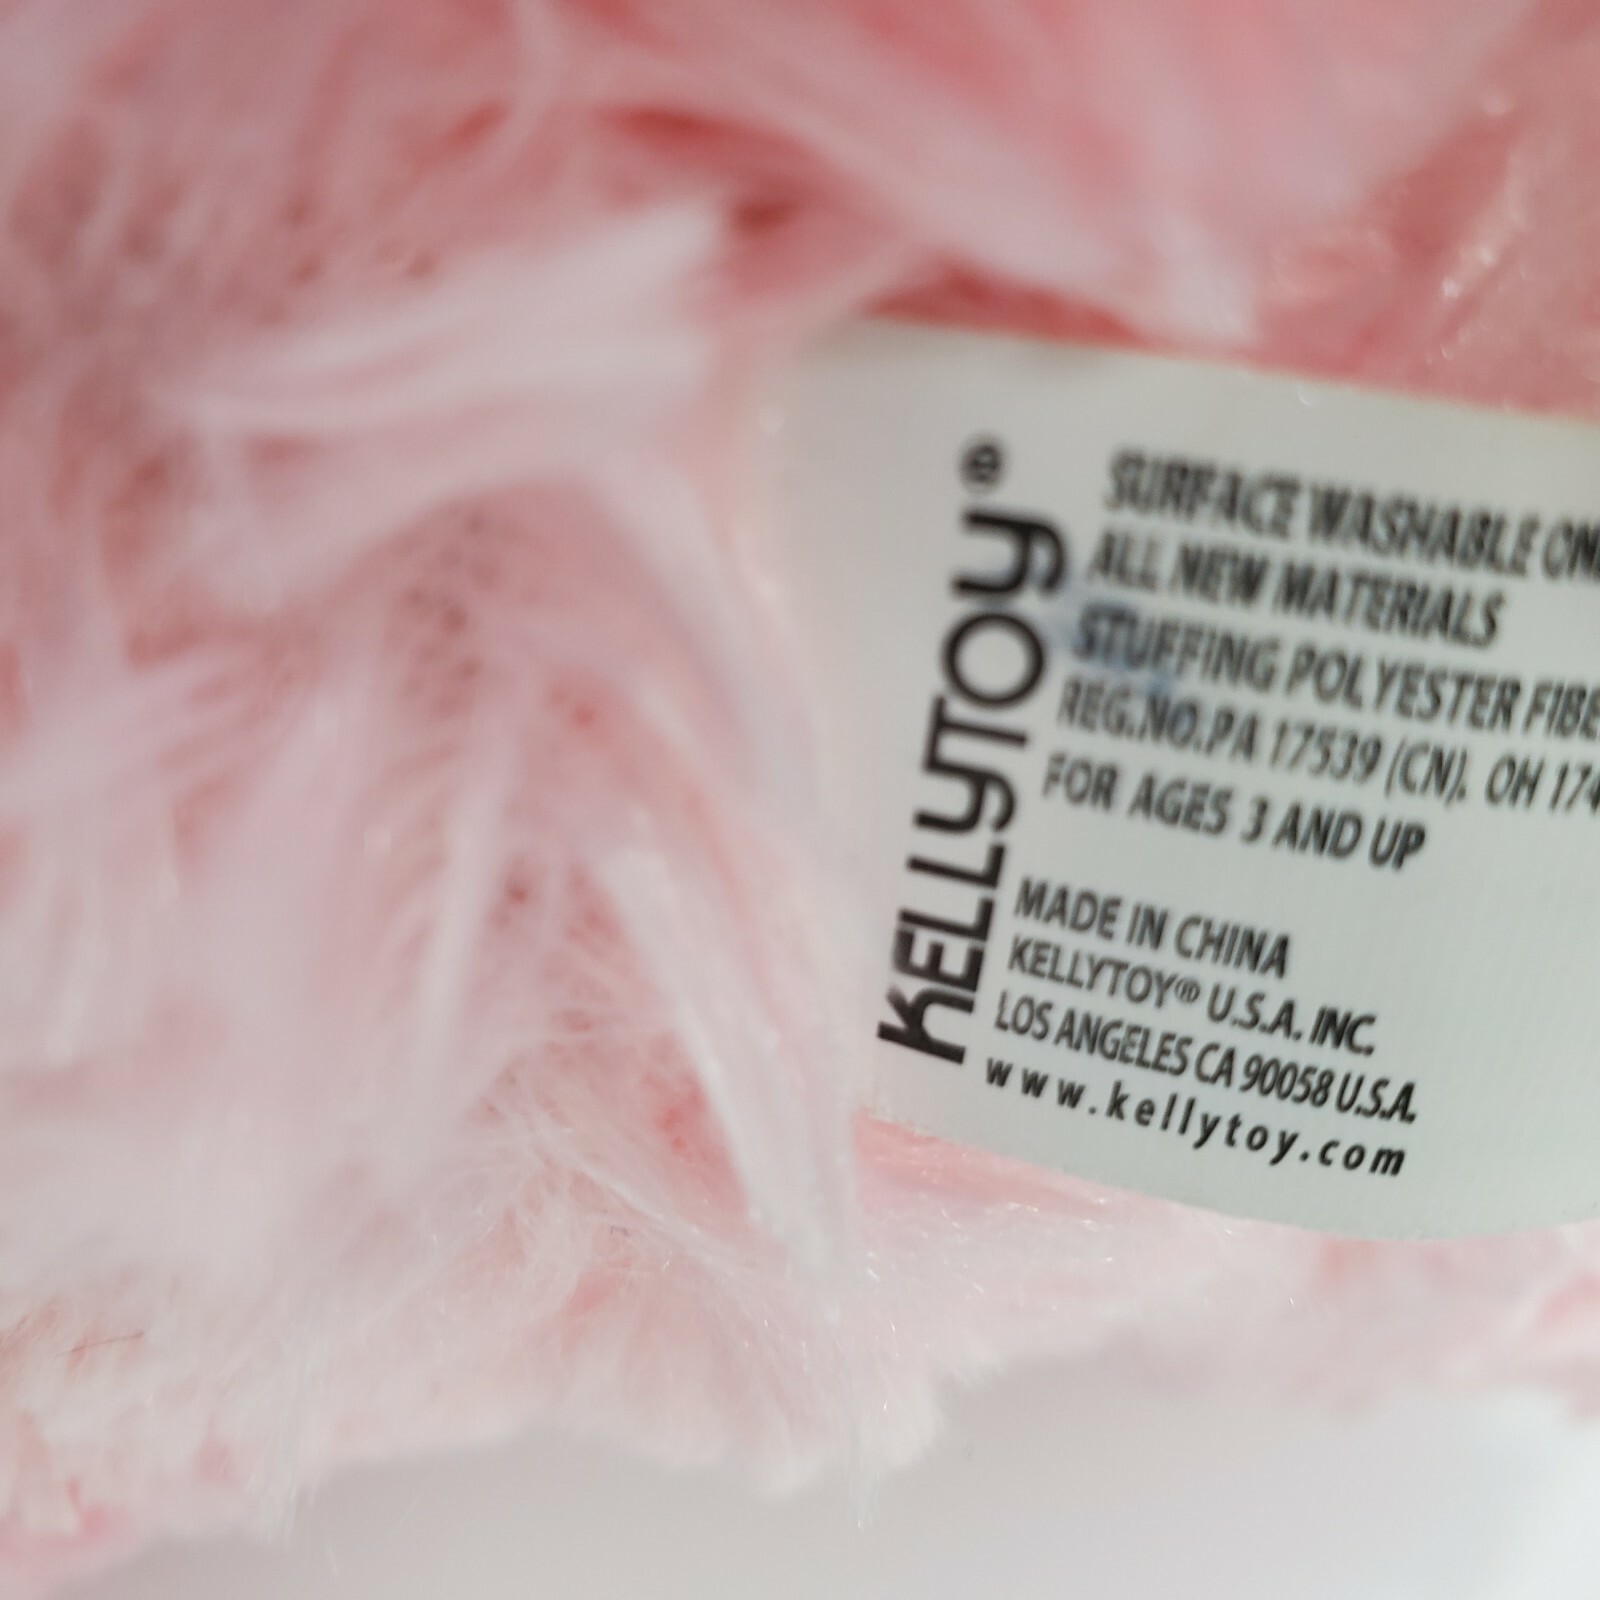 KELLYTOY®
SURFACE WASHABLE
ALL NEW MATERIALS
STUFFING POLYESTER
REG.NO.PA 17539 (CN). OH
FOR AGES 3 AND UP
MADE IN CHINA
KELLYTOY® U.S.A. INC.
LOS ANGELES CA 90058 U.S.A.
www.kellytoy.com